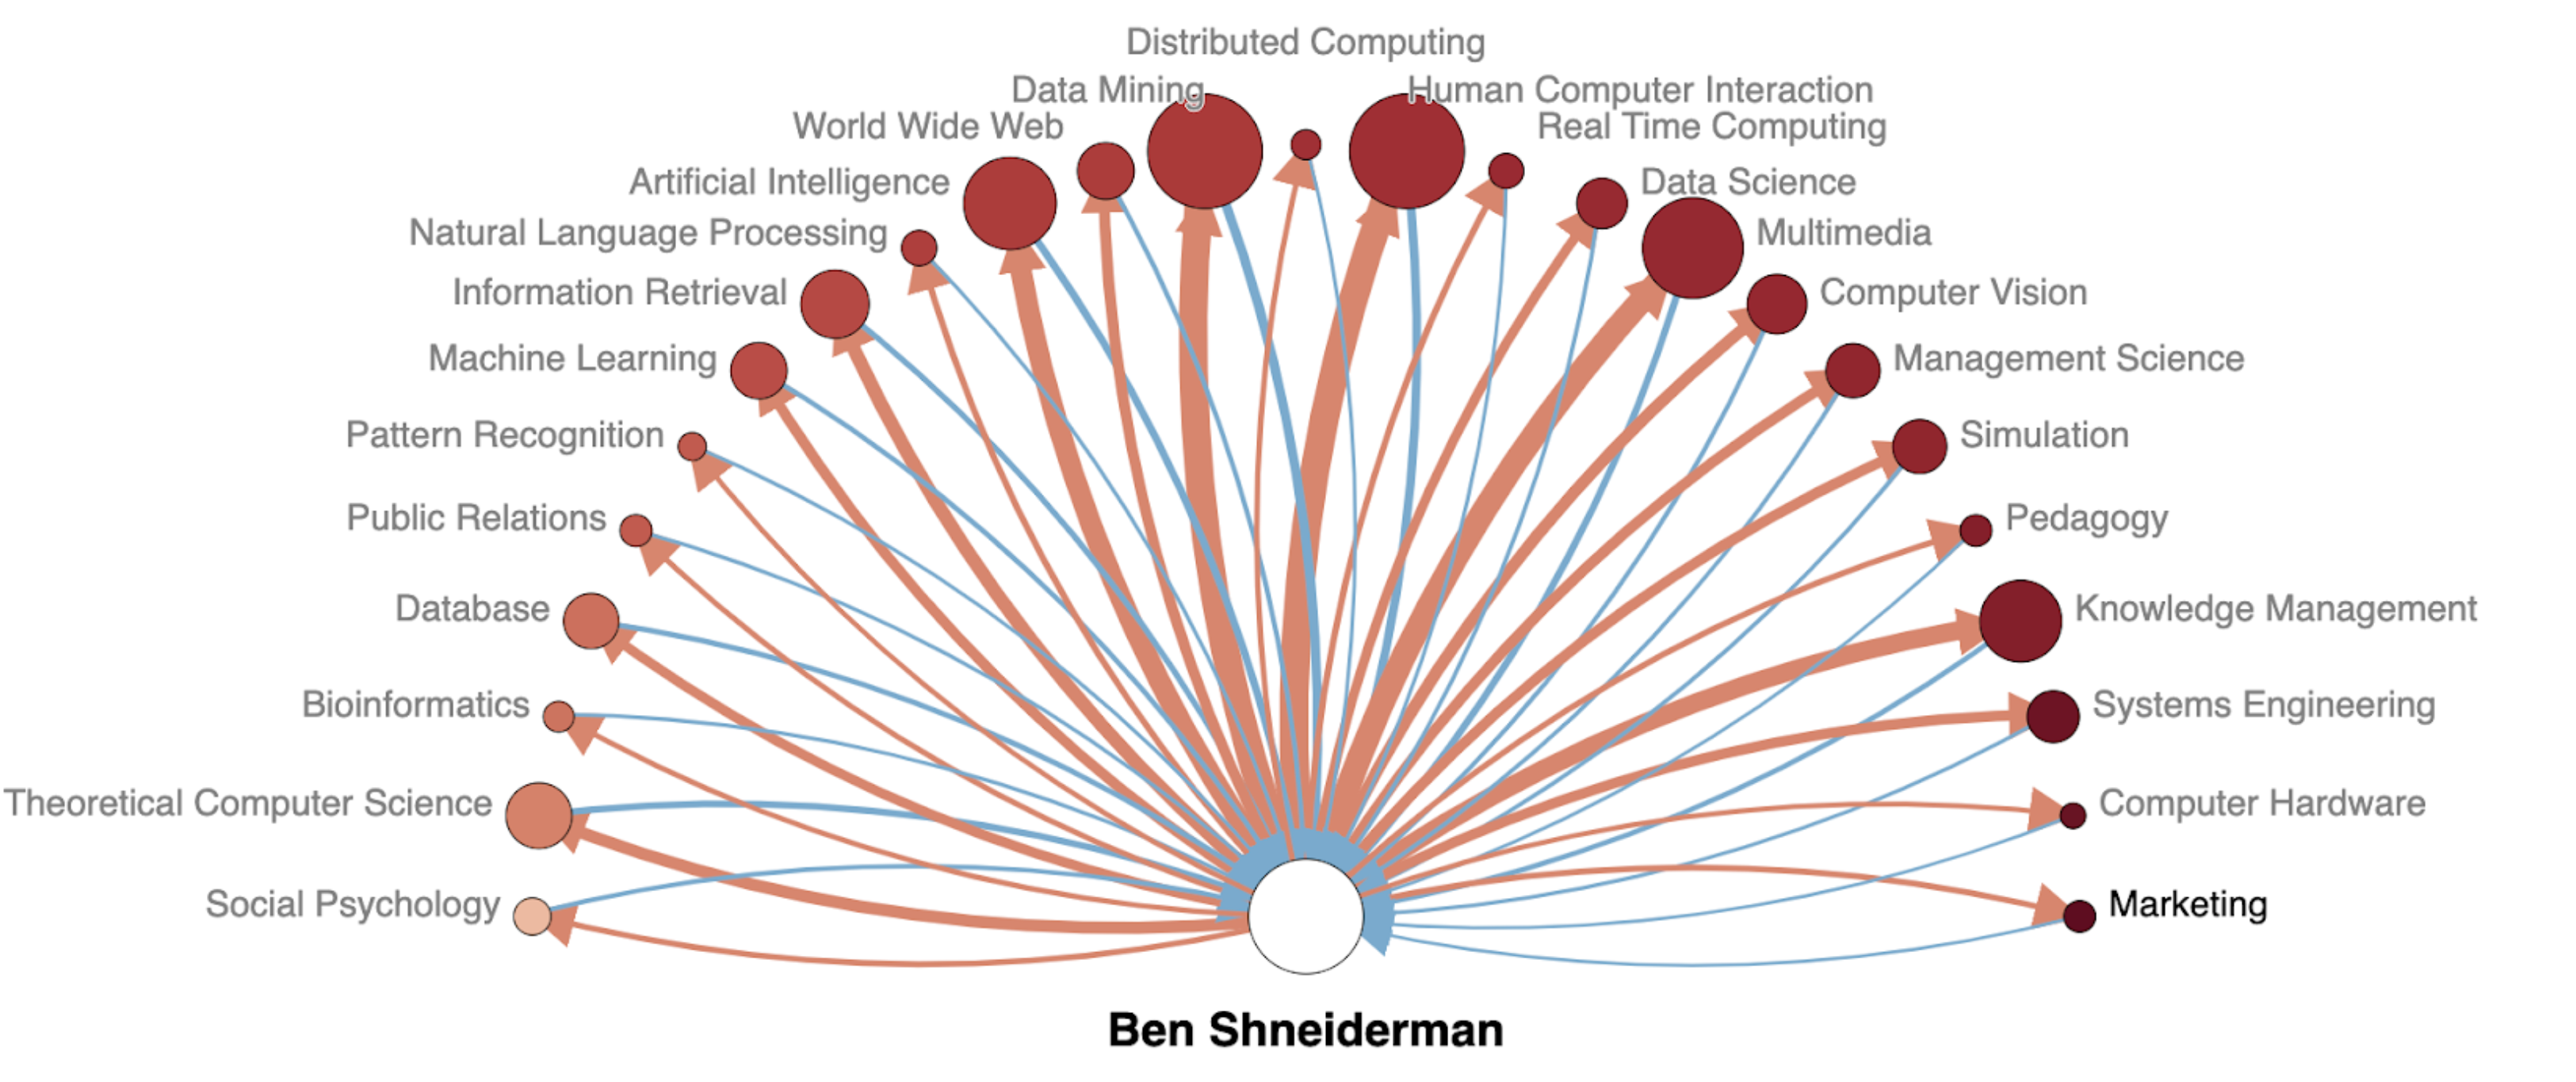 Distributed Computing
Data Mining
Human Computer Interaction
World Wide Web
Real Time Computing
Artificial Intelligence
Data Science
Natural Language Processing
Multimedia
Information Retrieval
Computer Vision
Machine Learning
Management Science
Pattern Recognition
Simulation
Public Relations
Pedagogy
Database
Knowledge Management
Bioinformatics
Systems Engineering
Theoretical Computer Science
Computer Hardware
Social Psychology
Marketing
Ben Shneiderman